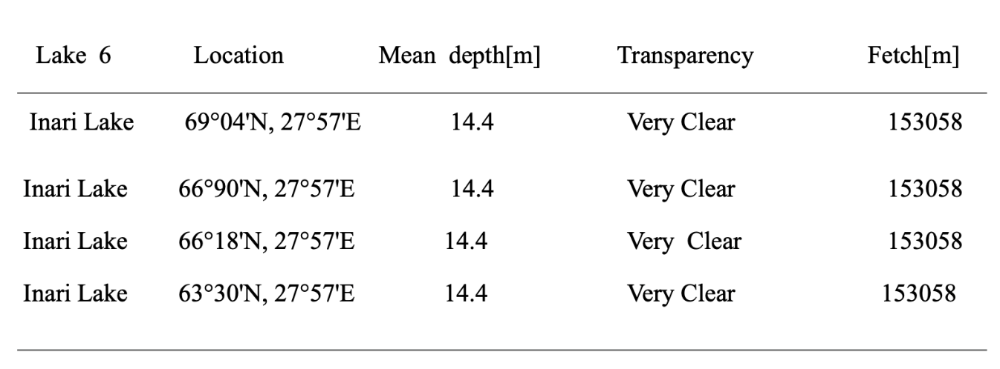 Lake 6 Location Mean depth[m] Transparency Fetch[m]
Inari Lake 69°04'N, 27°57'E 14.4 Very Clear 153058
Inari Lake 66°90'N, 27°57'E 14.4 Very Clear 153058
Inari Lake 66°18'N, 27°57'E 14.4 Very Clear 153058
Inari Lake 63°30'N, 27°57'E 14.4 Very Clear 153058